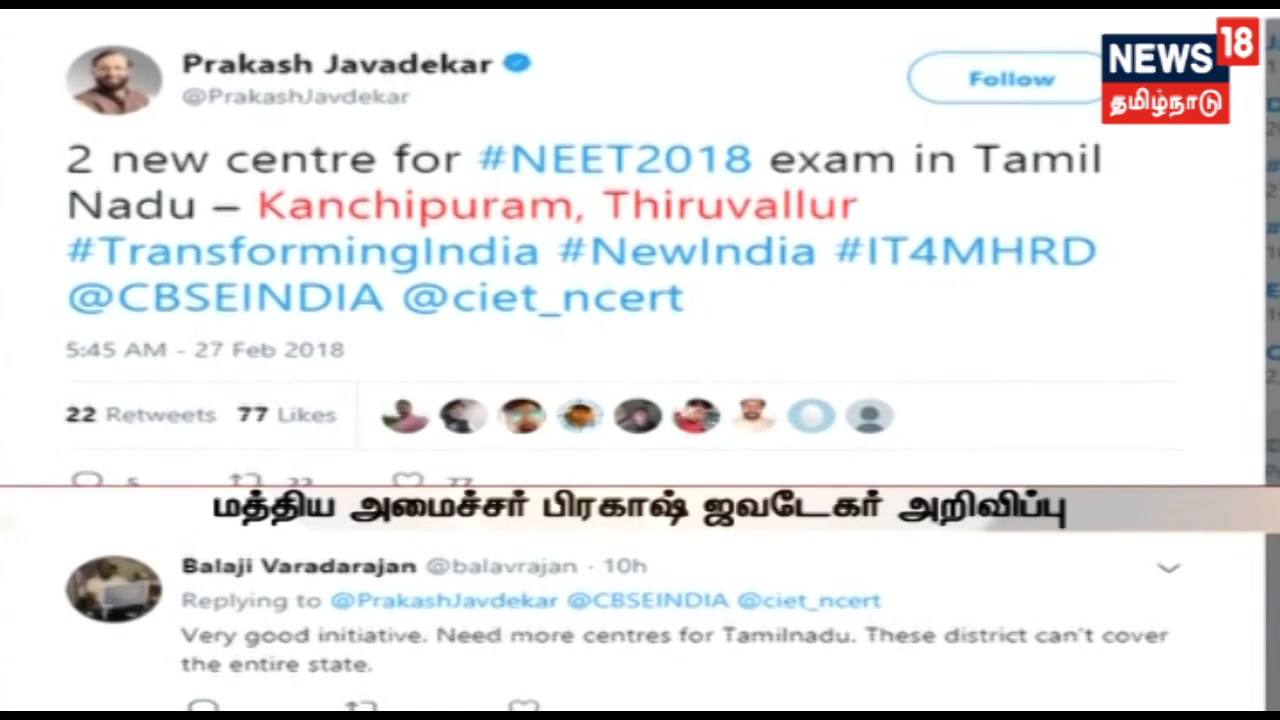 Prakash Javadekar
@PrakashJavdekar
Follow
NEWS 18
தமிழ்நாடு
2 new centre for #NEET2018 exam in Tamil
Nadu – Kanchipuram, Thiruvallur
#TransformingIndia #NewIndia #IT4MHRD
@CBSEINDIA @ciet_ncert
5:45 AM - 27 Feb 2018
22 Retweets 77 Likes
மத்திய அமைச்சர் பிரகாஷ் ஜவடேகர் அறிவிப்பு
Balaji Varadarajan @balavrajan · 10h
Replying to @PrakashJavdekar @CBSEINDIA @ciet_ncert
Very good initiative. Need more centres for Tamilnadu. These district can't cover
the entire state.